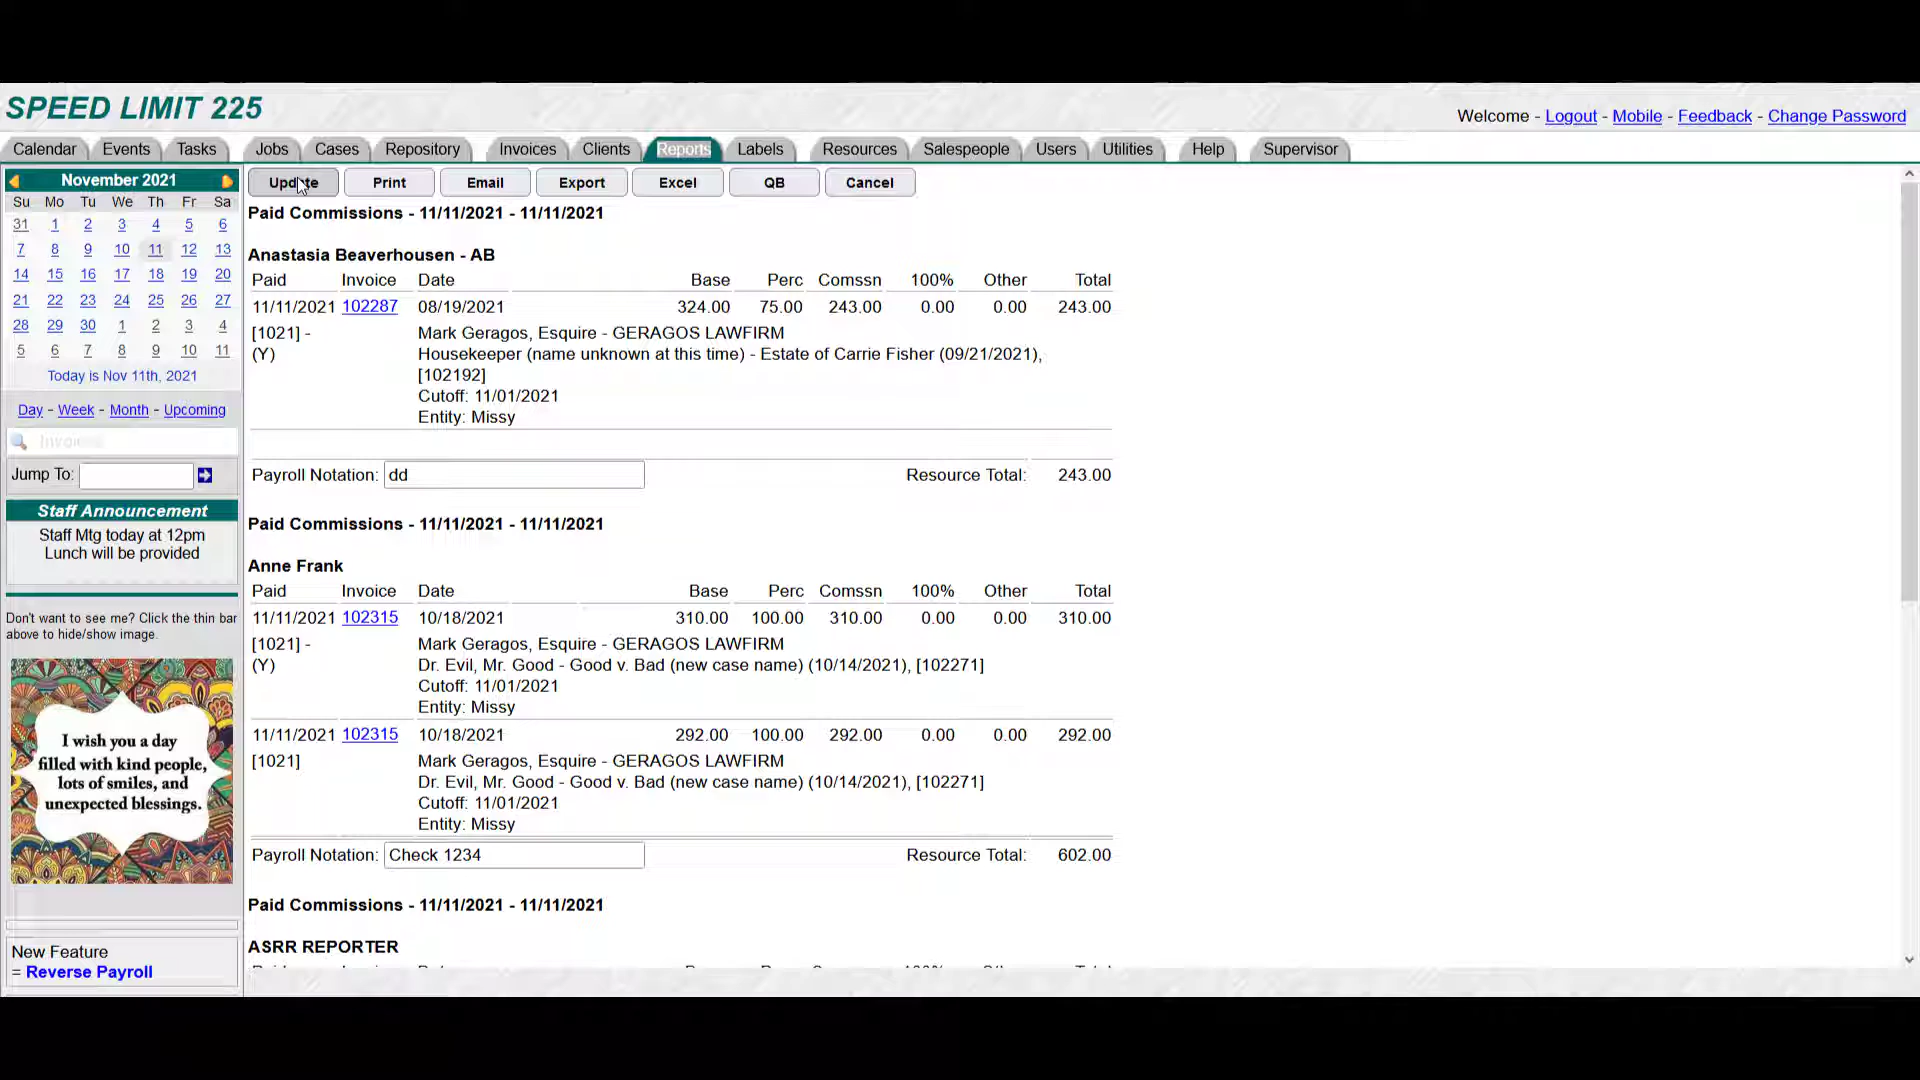 SPEED LIMIT 225
Welcome - Logout - Mobile - Feedback - Change Password
Calendar Events Tasks Jobs Cases Repository Invoices Clients Reports Labels Resources Salespeople Users Utilities Help Supervisor
November 2021
Su Mo Tu We Th Fr Sa
31 1 2 3 4 5 6
7 8 9 10 11 12 13
14 15 16 17 18 19 20
21 22 23 24 25 26 27
28 29 30 1 2 3 4
5 6 7 8 9 10 11
Today is Nov 11th, 2021
Day - Week - Month - Upcoming
Invoices
Jump To:
Staff Announcement
Staff Mtg today at 12pm
Lunch will be provided
Don't want to see me? Click the thin bar
above to hide/show image.
I wish you a day
filled with kind people,
lots of smiles, and
unexpected blessings.
New Feature
= Reverse Payroll
Update Print Email Export Excel QB Cancel
Paid Commissions - 11/11/2021 - 11/11/2021
Anastasia Beaverhousen - AB
Paid Invoice Date Base Perc Comssn 100% Other Total
11/11/2021 102287 08/19/2021 324.00 75.00 243.00 0.00 0.00 243.00
[1021] - Mark Geragos, Esquire - GERAGOS LAWFIRM
(Y) Housekeeper (name unknown at this time) - Estate of Carrie Fisher (09/21/2021),
[102192]
Cutoff: 11/01/2021
Entity: Missy
Payroll Notation: dd Resource Total: 243.00
Paid Commissions - 11/11/2021 - 11/11/2021
Anne Frank
Paid Invoice Date Base Perc Comssn 100% Other Total
11/11/2021 102315 10/18/2021 310.00 100.00 310.00 0.00 0.00 310.00
[1021] - Mark Geragos, Esquire - GERAGOS LAWFIRM
(Y) Dr. Evil, Mr. Good - Good v. Bad (new case name) (10/14/2021), [102271]
Cutoff: 11/01/2021
Entity: Missy
11/11/2021 102315 10/18/2021 292.00 100.00 292.00 0.00 0.00 292.00
[1021] Mark Geragos, Esquire - GERAGOS LAWFIRM
Dr. Evil, Mr. Good - Good v. Bad (new case name) (10/14/2021), [102271]
Cutoff: 11/01/2021
Entity: Missy
Payroll Notation: Check 1234 Resource Total: 602.00
Paid Commissions - 11/11/2021 - 11/11/2021
ASRR REPORTER